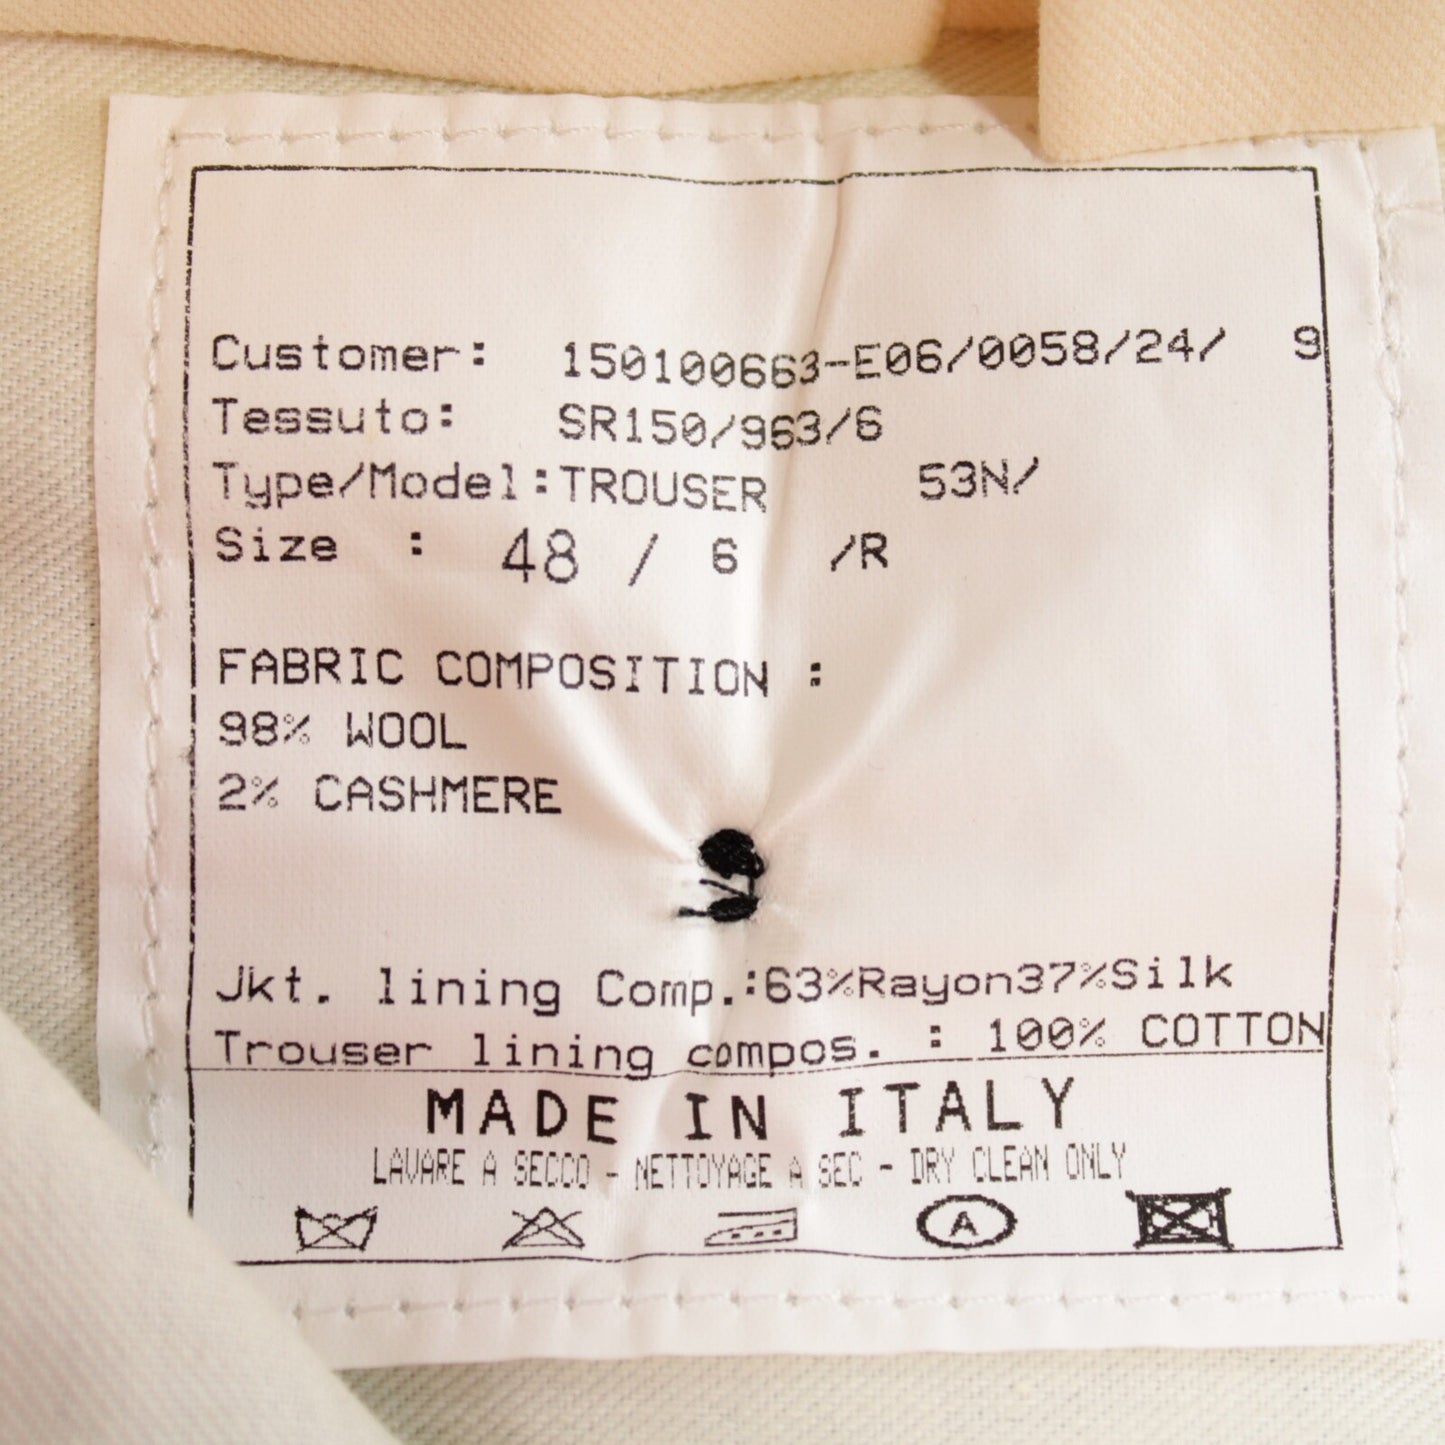 Customer: 150100663-E06/0058/24/ 9
Tessuto: SR150/963/6
Type/Model:TROUSER 53N/
Size : 48 / 6 /R
FABRIC COMPOSITION :
98% WOOL
2% CASHMERE
Jkt. lining Comp.:63%Rayon37%Silk
Trouser lining compos. : 100% COTTON
MADE IN ITALY
LAVARE A SECCO - NETTOYAGE A SEC - DRY CLEAN ONLY
A